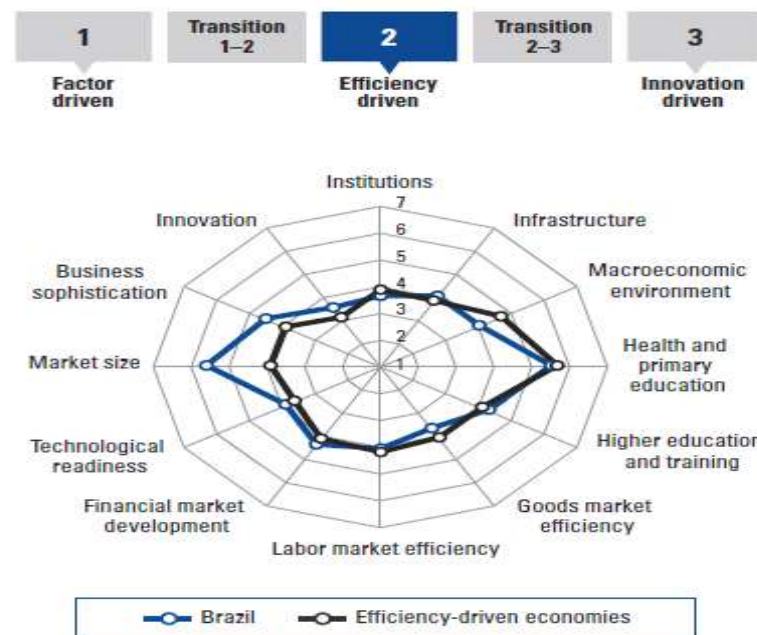 1
Transition
1–2
2
Transition
2–3
3
Factor
driven
Efficiency
driven
Innovation
driven
Institutions
Innovation
Infrastructure
Business
sophistication
Macroeconomic
environment
Market size
Health and
primary
education
Technological
readiness
Higher education
and training
Financial market
development
Goods market
efficiency
Labor market efficiency
7
6
5
4
3
2
1
Brazil
Efficiency-driven economies